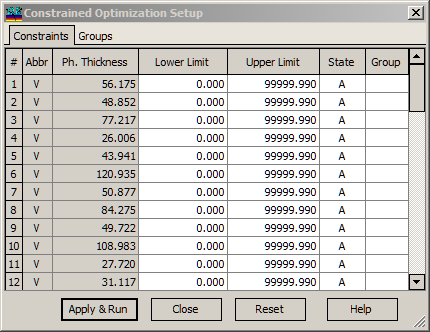 Constrained Optimization Setup
Constraints Groups
# Abbr Ph. Thickness Lower Limit Upper Limit State Group
1 V 56.175 0.000 99999.990 A
2 V 48.852 0.000 99999.990 A
3 V 77.217 0.000 99999.990 A
4 V 26.006 0.000 99999.990 A
5 V 43.941 0.000 99999.990 A
6 V 120.935 0.000 99999.990 A
7 V 50.877 0.000 99999.990 A
8 V 84.275 0.000 99999.990 A
9 V 49.722 0.000 99999.990 A
10 V 108.983 0.000 99999.990 A
11 V 27.720 0.000 99999.990 A
12 V 31.117 0.000 99999.990 A
Apply & Run Close Reset Help